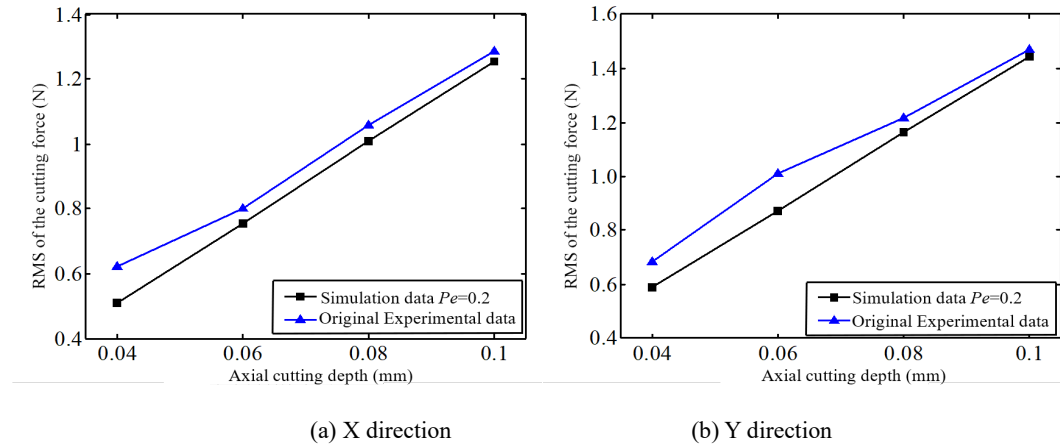 1.4
1.2
1
0.8
0.6
0.4
RMS of the cutting force (N)
Simulation data Pe=0.2
Original Experimental data
0.04 0.06 0.08 0.1
Axial cutting depth (mm)
(a) X direction
1.6
1.4
1.2
1.0
0.8
0.6
0.4
RMS of the cutting force (N)
Simulation data Pe=0.2
Original Experimental data
0.04 0.06 0.08 0.1
Axial cutting depth (mm)
(b) Y direction